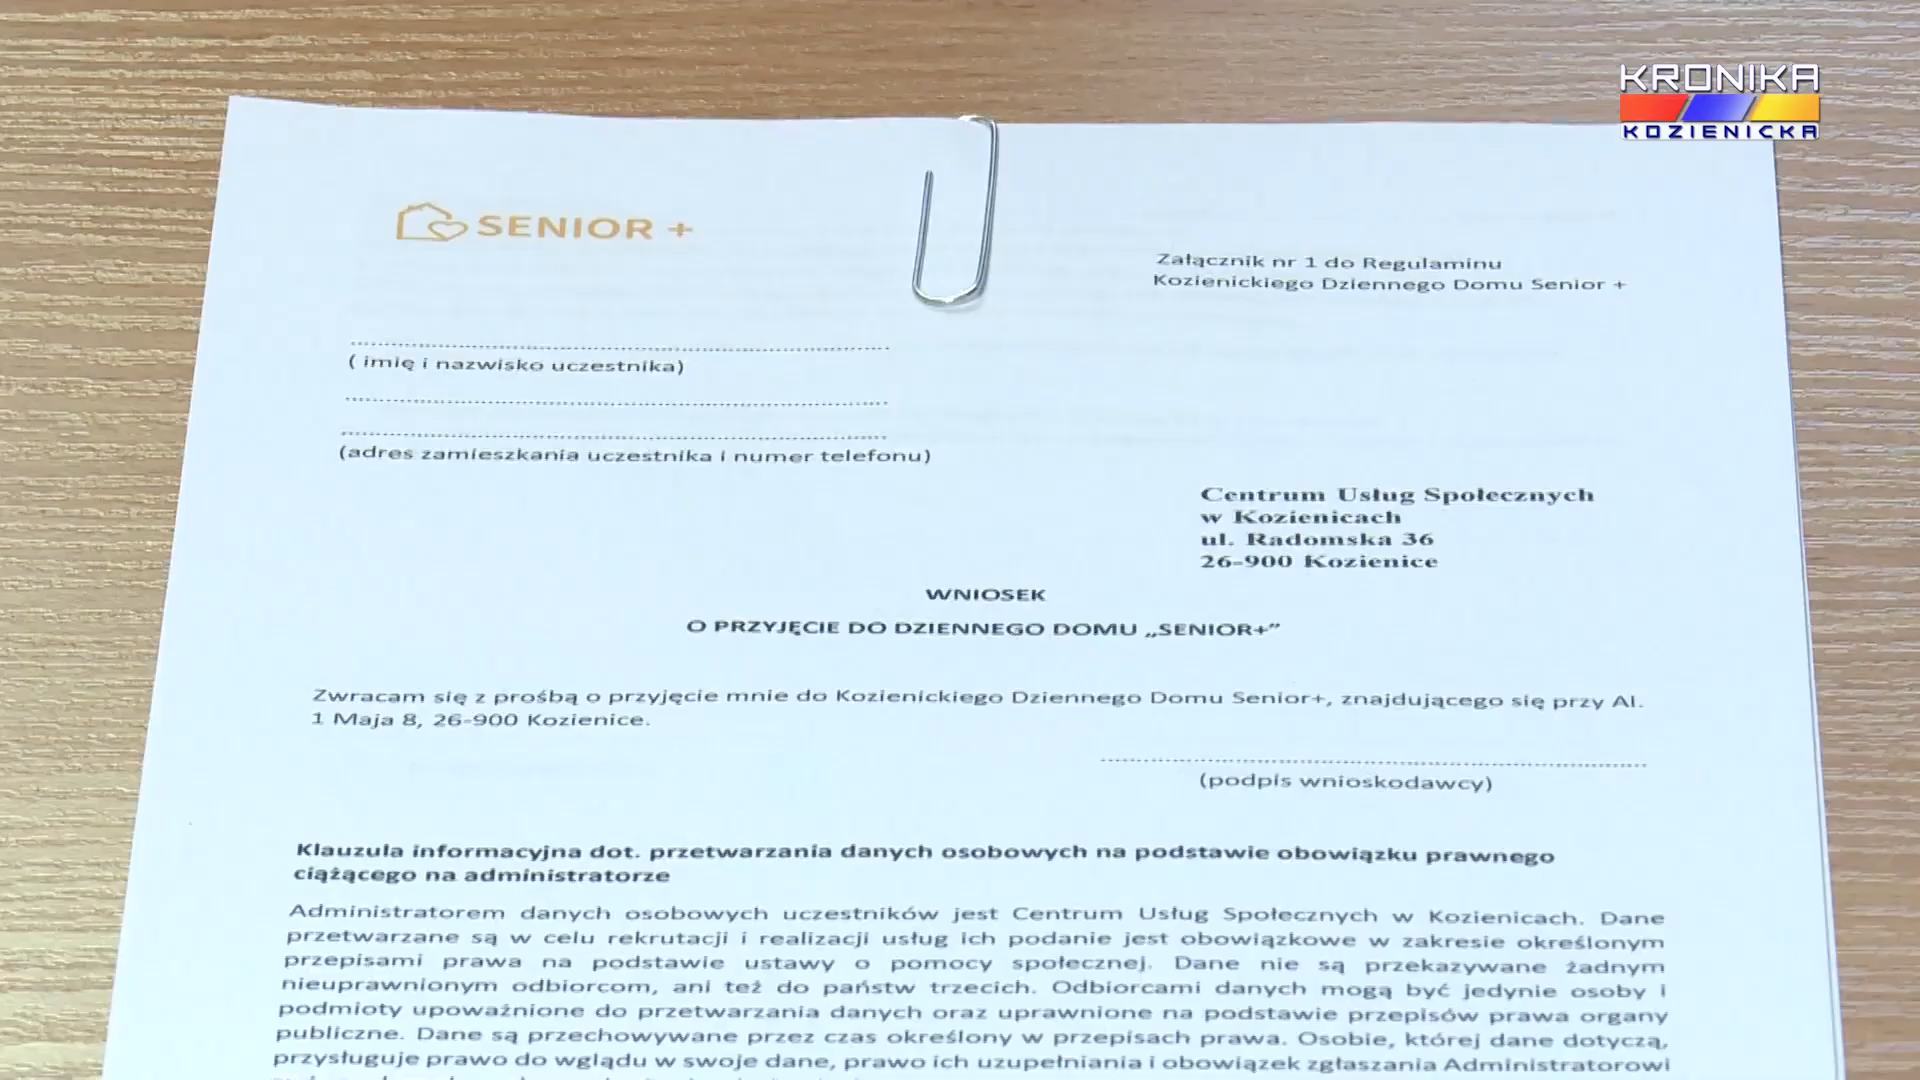 KRONIKA
KOZIENICKA
SENIOR +
Załącznik nr 1 do Regulaminu
Kozienickiego Dziennego Domu Senior +
( imię i nazwisko uczestnika)
(adres zamieszkania uczestnika i numer telefonu)
Centrum Usług Społecznych
w Kozienicach
ul. Radomska 36
26-900 Kozienice
WNIOSEK
O PRZYJĘCIE DO DZIENNEGO DOMU „SENIOR+”
Zwracam się z prośbą o przyjęcie mnie do Kozienickiego Dziennego Domu Senior+, znajdującego się przy Al.
1 Maja 8, 26-900 Kozienice.
(podpis wnioskodawcy)
Klauzula informacyjna dot. przetwarzania danych osobowych na podstawie obowiązku prawnego
ciążącego na administratorze
Administratorem danych osobowych uczestników jest Centrum Usług Społecznych w Kozienicach. Dane
przetwarzane są w celu rekrutacji i realizacji usług ich podanie jest obowiązkowe w zakresie określonym
przepisami prawa na podstawie ustawy o pomocy społecznej. Dane nie są przekazywane żadnym
nieuprawnionym odbiorcom, ani też do państw trzecich. Odbiorcami danych mogą być jedynie osoby i
podmioty upoważnione do przetwarzania danych oraz uprawnione na podstawie przepisów prawa organy
publiczne. Dane są przechowywane przez czas określony w przepisach prawa. Osobie, której dane dotyczą,
przysługuje prawo do wglądu w swoje dane, prawo ich uzupełniania i obowiązek zgłaszania Administratorowi